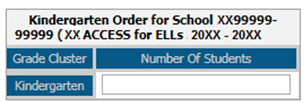 Kindergarten Order for School XX99999-
99999 (XX ACCESS for ELLs 20XX - 20XX
Grade Cluster Number Of Students
Kindergarten